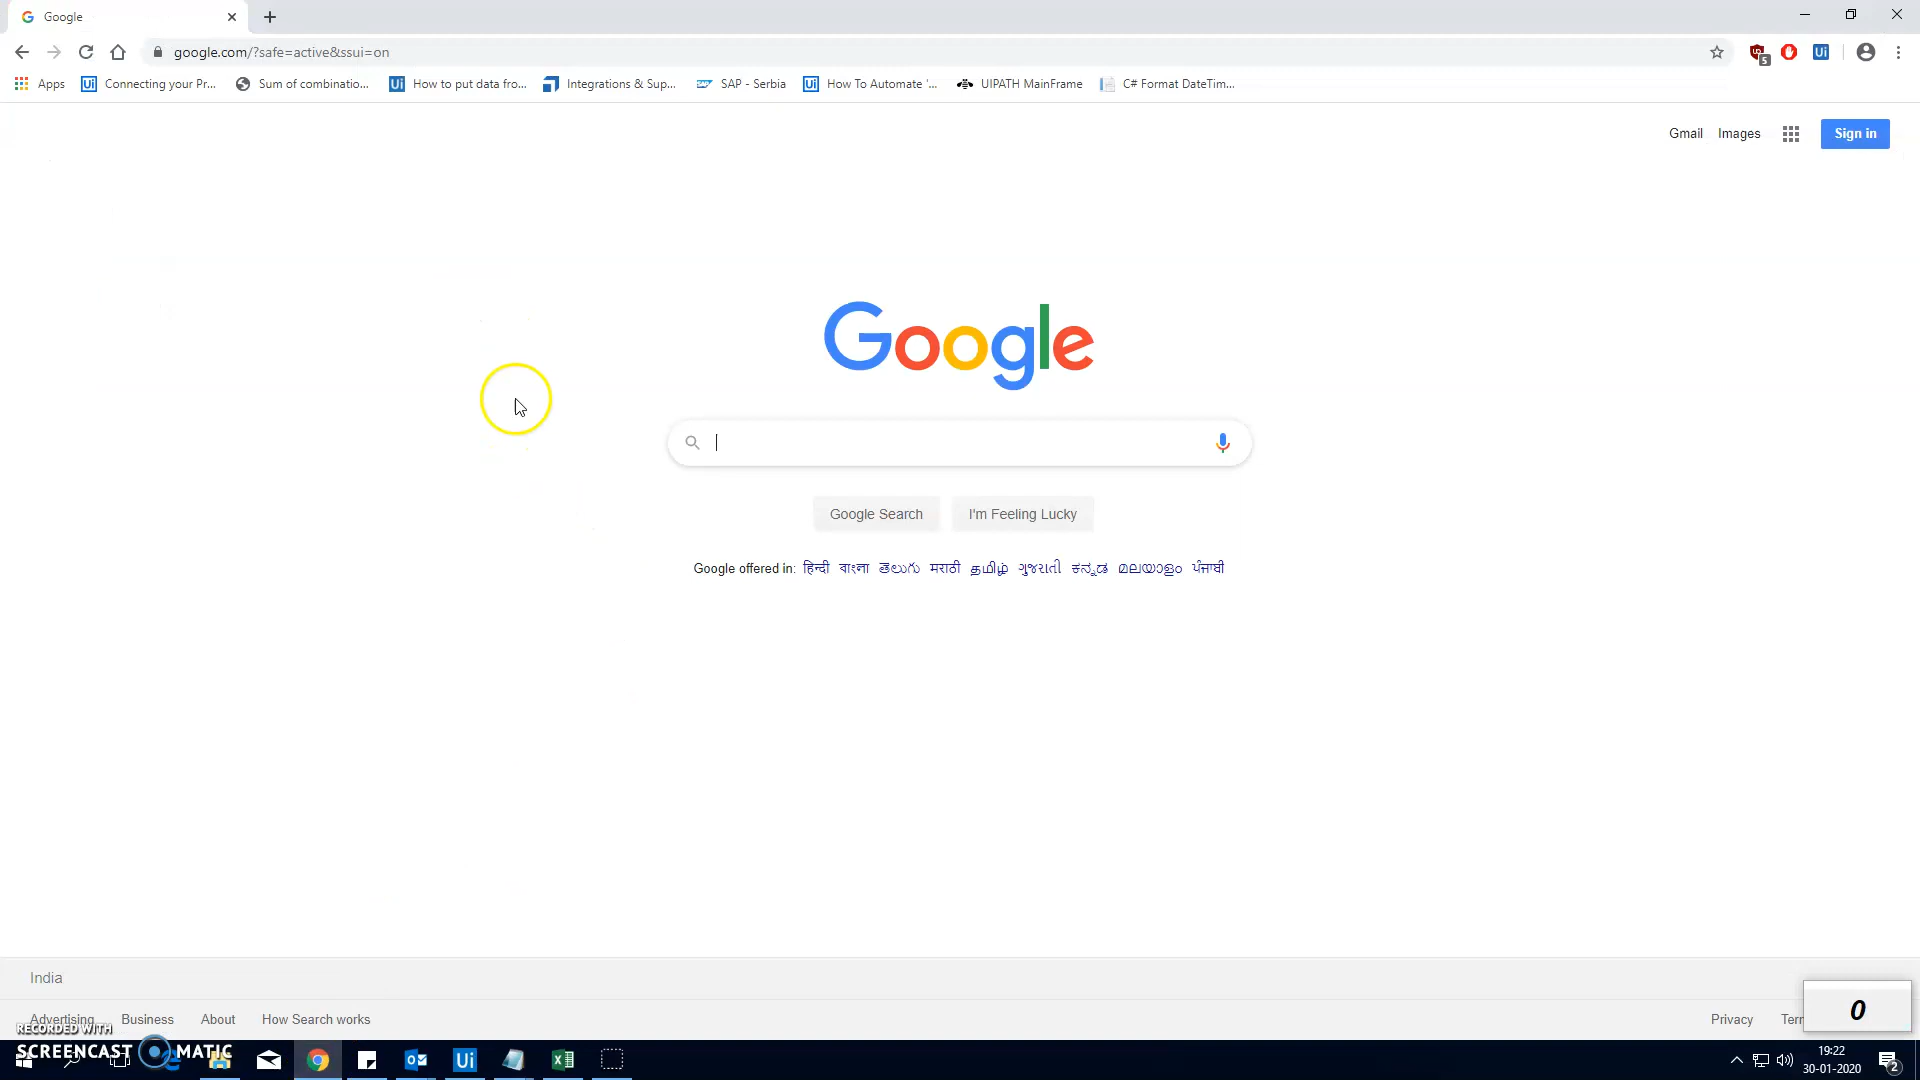 Google
google.com/?safe=active&ssui=on
Apps Connecting your Pr... Sum of combinatio... How to put data fro... Integrations & Sup... SAP - Serbia How To Automate '... UIPATH MainFrame C# Format DateTim...
Gmail Images Sign in
Google
Google Search I'm Feeling Lucky
Google offered in: हिन्दी বাংলা తెలుగు मराठी தமிழ் ગુજરાતી ಕನ್ನಡ മലയാളം ਪੰਜਾਬੀ
India
Advertising Business About How Search works Privacy
0
RECORDED WITH
SCREENCAST MATIC
Ui
19:22
30-01-2020
2